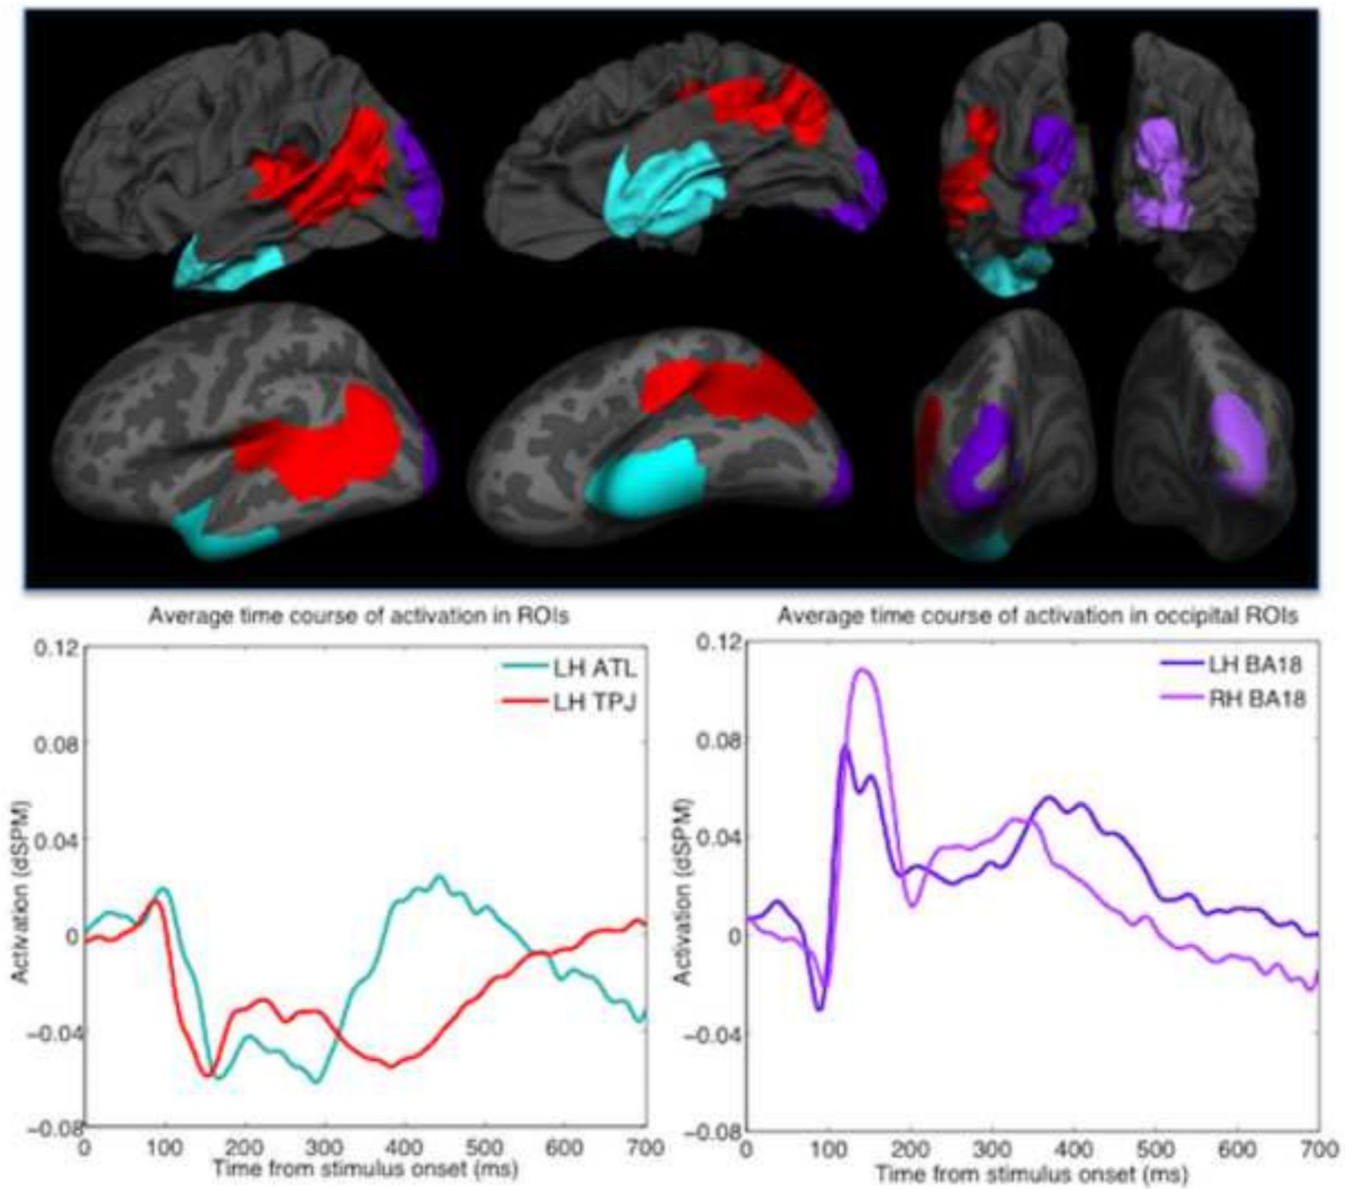 Average time course of activation in ROIs
0.12
0.08
0.04
0
−0.04
−0.08
Activation (dSPM)
LH ATL
LH TPJ
0 100 200 300 400 500 600 700
Time from stimulus onset (ms)
Average time course of activation in occipital ROIs
0.12
0.08
0.04
0
−0.04
−0.08
Activation (dSPM)
LH BA18
RH BA18
0 100 200 300 400 500 600 700
Time from stimulus onset (ms)